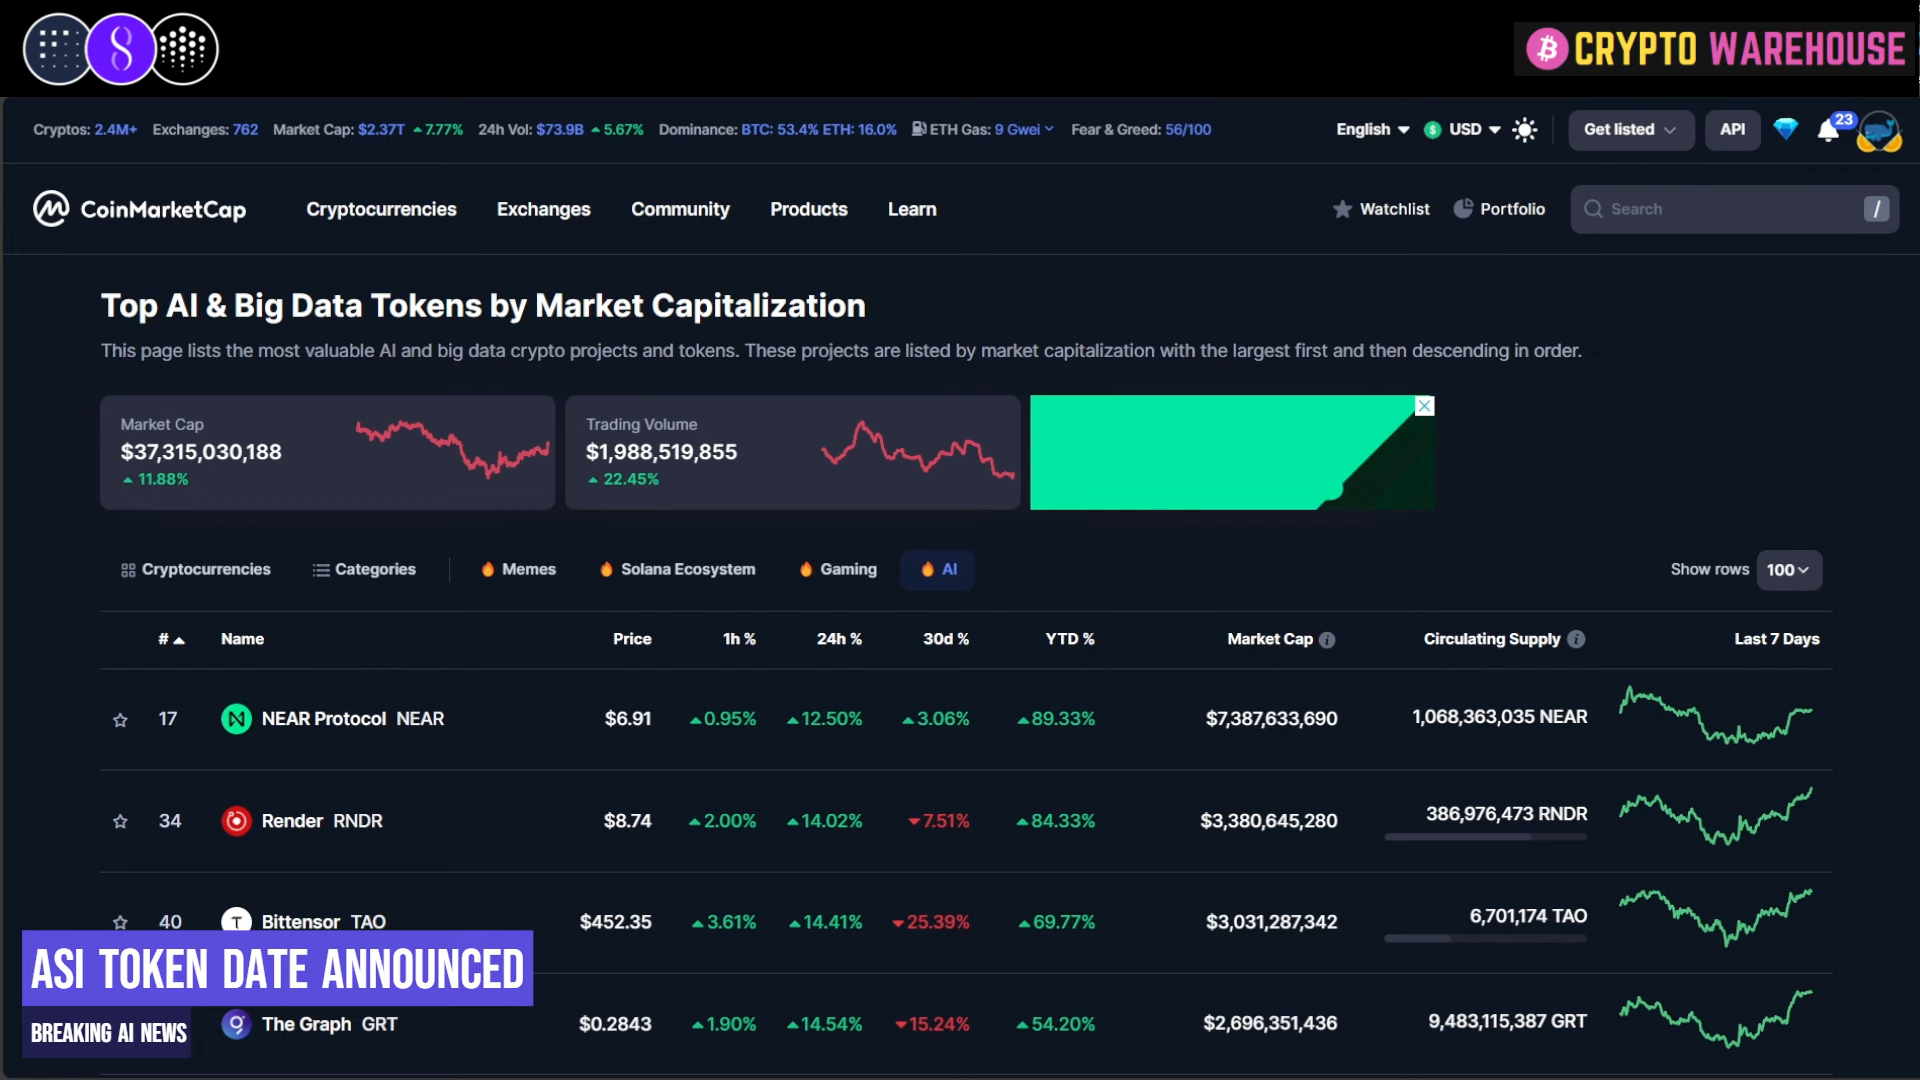 CRYPTO WAREHOUSE
Cryptos: 2.4M+ Exchanges: 762 Market Cap: $2.37T 7.77% 24h Vol: $73.9B 5.67% Dominance: BTC: 53.4% ETH: 16.0% ETH Gas: 9 Gwei Fear & Greed: 56/100 English USD Get listed API 23
CoinMarketCap Cryptocurrencies Exchanges Community Products Learn Watchlist Portfolio Search /
Top AI & Big Data Tokens by Market Capitalization
This page lists the most valuable AI and big data crypto projects and tokens. These projects are listed by market capitalization with the largest first and then descending in order.
Market Cap
$37,315,030,188
11.88%
Trading Volume
$1,988,519,855
22.45%
Cryptocurrencies Categories Memes Solana Ecosystem Gaming AI Show rows 100
# Name Price 1h % 24h % 30d % YTD % Market Cap Circulating Supply Last 7 Days
17 NEAR Protocol NEAR $6.91 0.95% 12.50% 3.06% 89.33% $7,387,633,690 1,068,363,035 NEAR
34 Render RNDR $8.74 2.00% 14.02% 7.51% 84.33% $3,380,645,280 386,976,473 RNDR
40 Bittensor TAO $452.35 3.61% 14.41% 25.39% 69.77% $3,031,287,342 6,701,174 TAO
ASI TOKEN DATE ANNOUNCED
BREAKING AI NEWS
The Graph GRT $0.2843 1.90% 14.54% 15.24% 54.20% $2,696,351,436 9,483,115,387 GRT